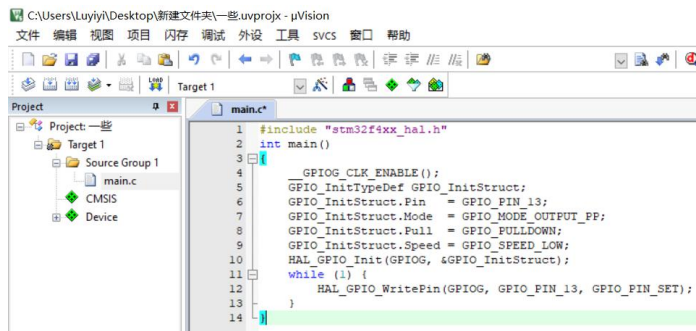 C:\Users\Luyiyi\Desktop\新建文件夹\一些.uvprojx - µVision
文件 编辑 视图 项目 闪存 调试 外设 工具 SVCS 窗口 帮助
LOAD Target 1
Project
main.c*
Project: 一些
Target 1
Source Group 1
main.c
CMSIS
Device
1 #include "stm32f4xx_hal.h"
2 int main()
3 {
4 __GPIOG_CLK_ENABLE();
5 GPIO_InitTypeDef GPIO_InitStruct;
6 GPIO_InitStruct.Pin = GPIO_PIN_13;
7 GPIO_InitStruct.Mode = GPIO_MODE_OUTPUT_PP;
8 GPIO_InitStruct.Pull = GPIO_PULLDOWN;
9 GPIO_InitStruct.Speed = GPIO_SPEED_LOW;
10 HAL_GPIO_Init(GPIOG, &GPIO_InitStruct);
11 while (1) {
12 HAL_GPIO_WritePin(GPIOG, GPIO_PIN_13, GPIO_PIN_SET);
13 }
14 }